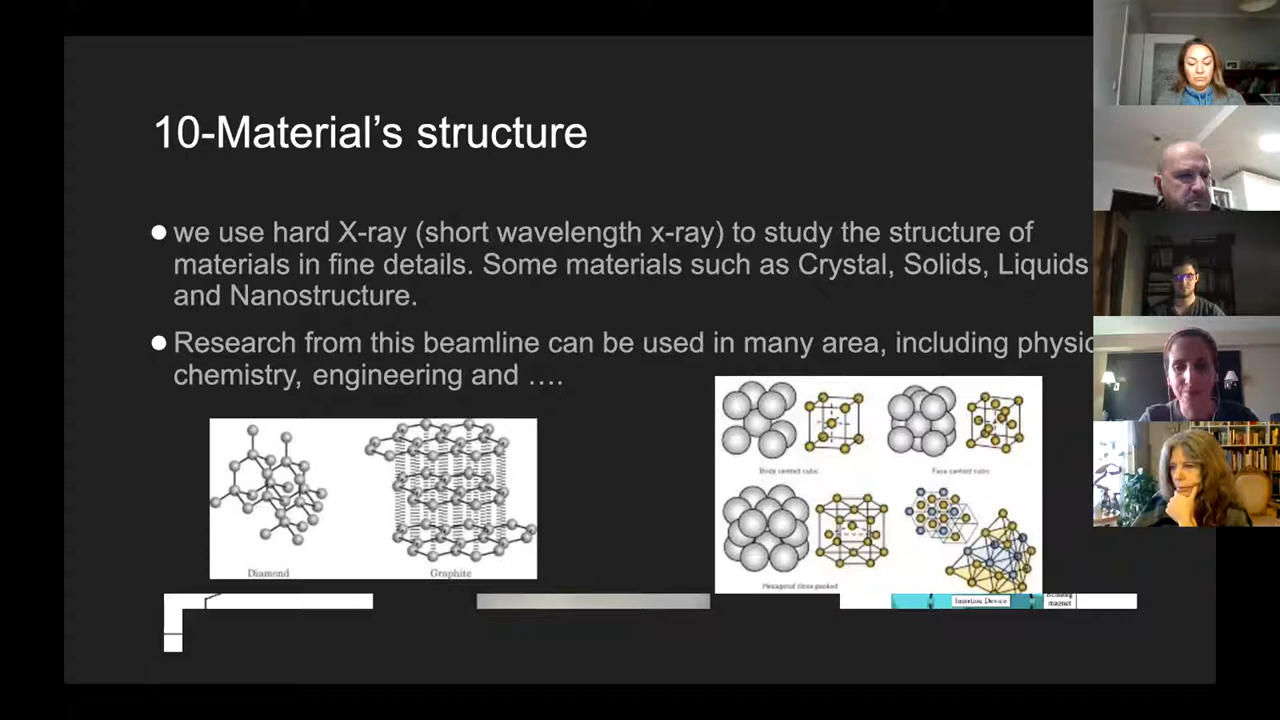 10-Material's structure
we use hard X-ray (short wavelength x-ray) to study the structure of
materials in fine details. Some materials such as Crystal, Solids, Liquids
and Nanostructure.
Research from this beamline can be used in many area, including
chemistry, engineering and ….
Diamond
Graphite
Body centred cubic
Face centred cubic
Hexagonal close packed
Insertion Device
magnet